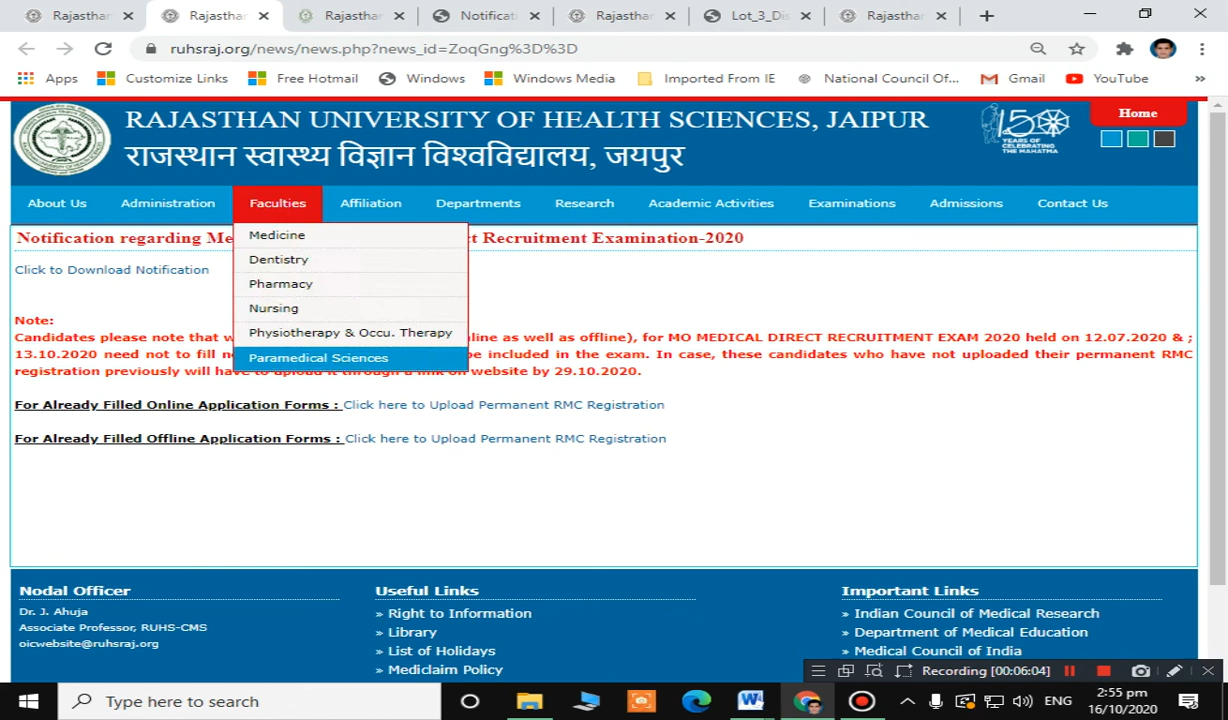 Rajasthan
Rajasthan
Rajasthan
Notificati
Rajasthan
Lot_3_Dis
Rajasthan
ruhsraj.org/news/news.php?news_id=ZoqGng%3D%3D
Apps
Customize Links
Free Hotmail
Windows
Windows Media
Imported From IE
National Council Of...
Gmail
YouTube
»
RAJASTHAN UNIVERSITY OF HEALTH SCIENCES, JAIPUR
राजस्थान स्वास्थ्य विज्ञान विश्वविद्यालय, जयपुर
150
YEARS OF
CELEBRATING
THE MAHATMA
Home
About Us
Administration
Faculties
Affiliation
Departments
Research
Academic Activities
Examinations
Admissions
Contact Us
Medicine
Dentistry
Pharmacy
Nursing
Physiotherapy & Occu. Therapy
Paramedical Sciences
Notification regarding Me ct Recruitment Examination-2020
Click to Download Notification
Note:
Candidates please note that w line as well as offline), for MO MEDICAL DIRECT RECRUITMENT EXAM 2020 held on 12.07.2020 & ;
13.10.2020 need not to fill ne be included in the exam. In case, these candidates who have not uploaded their permanent RMC
registration previously will have to upload it through a link on website by 29.10.2020.
For Already Filled Online Application Forms : Click here to Upload Permanent RMC Registration
For Already Filled Offline Application Forms : Click here to Upload Permanent RMC Registration
Nodal Officer
Dr. J. Ahuja
Associate Professor, RUHS-CMS
oicwebsite@ruhsraj.org
Useful Links
» Right to Information
» Library
» List of Holidays
» Mediclaim Policy
Important Links
» Indian Council of Medical Research
» Department of Medical Education
» Medical Council of India
Recording [00:06:04]
Type here to search
ENG
2:55 pm
16/10/2020